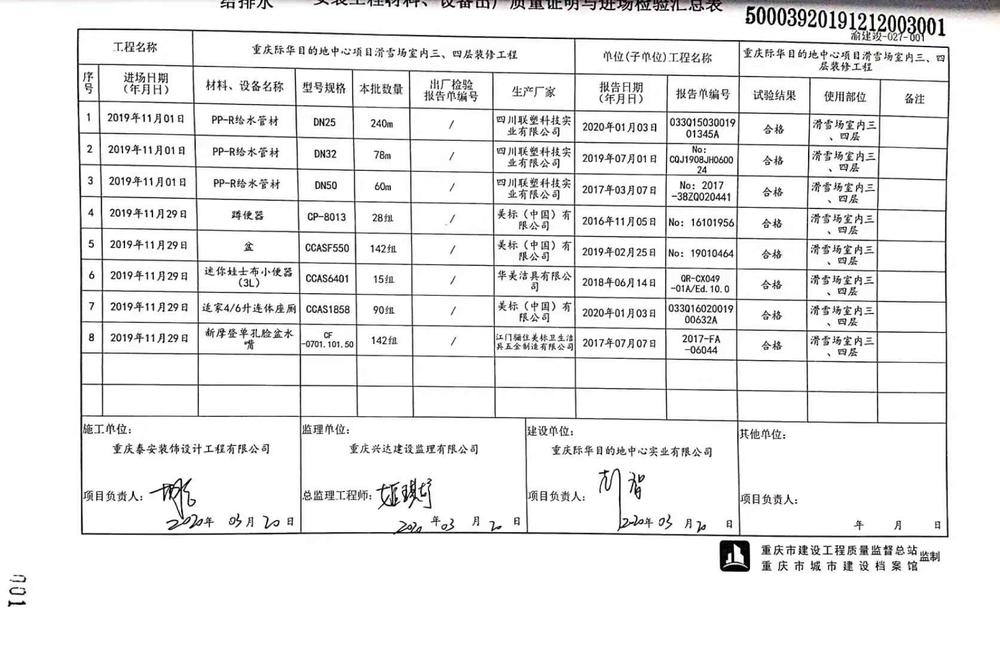 给排水 安装工程材料、设备出厂质量证明与进场检验汇总表
50003920191212003001
渝建竣-027-001
工程名称 重庆际华目的地中心项目滑雪场室内三、四层装修工程 单位(子单位)工程名称 重庆际华目的地中心项目滑雪场室内三、四
层装修工程
序号 进场日期(年月日) 材料、设备名称 型号规格 本批数量 出厂检验报告单编号 生产厂家 报告日期(年月日) 报告单编号 试验结果 使用部位 备注
1 2019年11月01日 PP-R给水管材 DN25 240m / 四川联塑科技实业有限公司 2020年01月03日 033Q1503001901345A 合格 滑雪场室内三、四层
2 2019年11月01日 PP-R给水管材 DN32 78m / 四川联塑科技实业有限公司 2019年07月01日 No: CQJ1908JH060024 合格 滑雪场室内三、四层
3 2019年11月01日 PP-R给水管材 DN50 60m / 四川联塑科技实业有限公司 2017年03月07日 No: 2017-38ZQ020441 合格 滑雪场室内三、四层
4 2019年11月29日 蹲便器 CP-8013 28组 / 美标（中国）有限公司 2016年11月05日 No: 16101956 合格 滑雪场室内三、四层
5 2019年11月29日 盆 CCASF550 142组 / 美标（中国）有限公司 2019年02月25日 No: 19010464 合格 滑雪场室内三、四层
6 2019年11月29日 迷你娃士布小便器(3L) CCAS6401 15组 / 华美洁具有限公司 2018年06月14日 QR-CX049-01A/Ed.10.0 合格 滑雪场室内三、四层
7 2019年11月29日 适家4/6升连体座厕 CCAS1858 90组 / 美标（中国）有限公司 2020年01月03日 033Q1602001900632A 合格 滑雪场室内三、四层
8 2019年11月29日 新摩登单孔脸盆水嘴 CF-0701.101.50 142组 / 江门骊住美标卫生洁具五金制造有限公司 2017年07月07日 2017-FA-06044 合格 滑雪场室内三、四层
施工单位: 监理单位: 建设单位: 其他单位:
重庆泰安装饰设计工程有限公司 重庆兴达建设监理有限公司 重庆际华目的地中心实业有限公司
项目负责人: 总监理工程师: 项目负责人: 项目负责人:
2020年 03月20日 2020年03月20日 2020年03月20日 年 月 日
重庆市建设工程质量监督总站
重庆市城市建设档案馆 监制
001